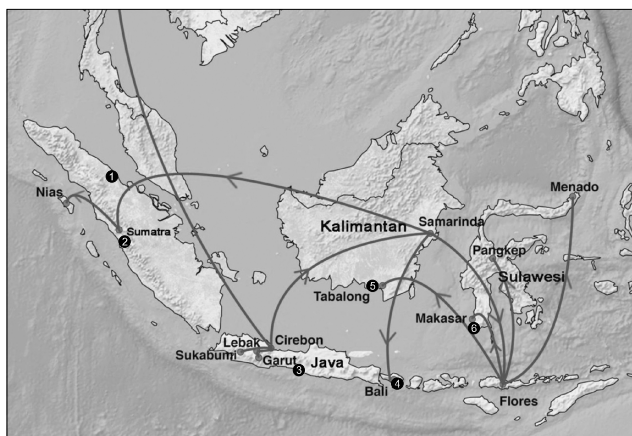 Menado
1
Nias
Samarinda
Kalimantan
Sumatra
2
Pangkep
Sulawesi
5
Tabalong
Makasar
6
Lebak
Cirebon
Sukabumi
Garut
Java
3
4
Bali
Flores